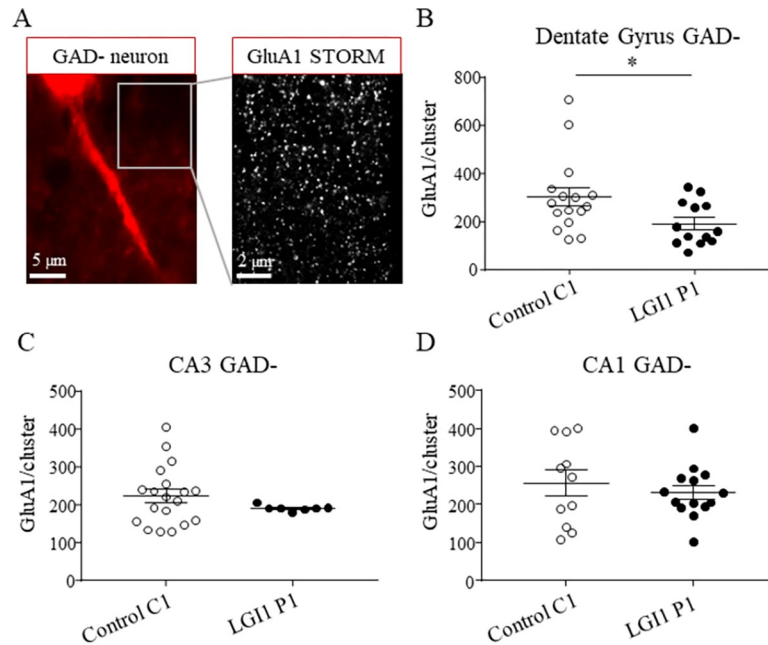 A
GAD- neuron
GluA1 STORM
5 µm
2 µm
B
Dentate Gyrus GAD-
*
GluA1/cluster
800
600
400
200
0
Control C1
LGI1 P1
C
CA3 GAD-
GluA1/cluster
500
400
300
200
100
0
Control C1
LGI1 P1
D
CA1 GAD-
GluA1/cluster
500
400
300
200
100
0
Control C1
LGI1 P1